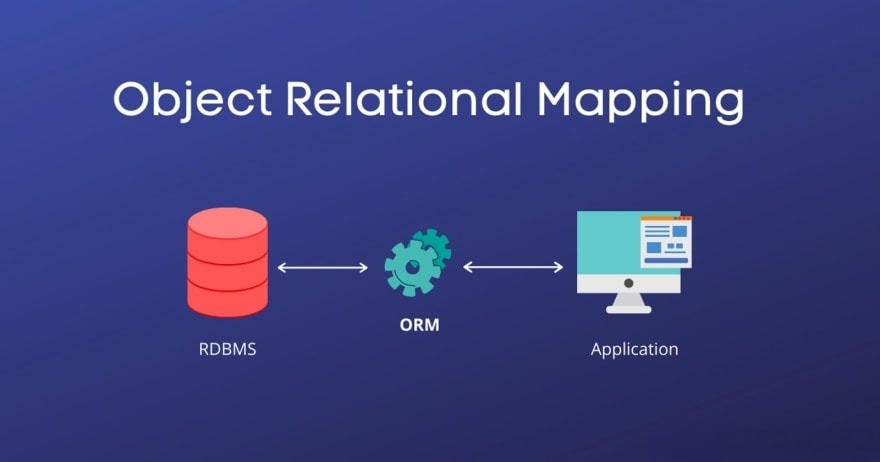 Object Relational Mapping
ORM
RDBMS
Application